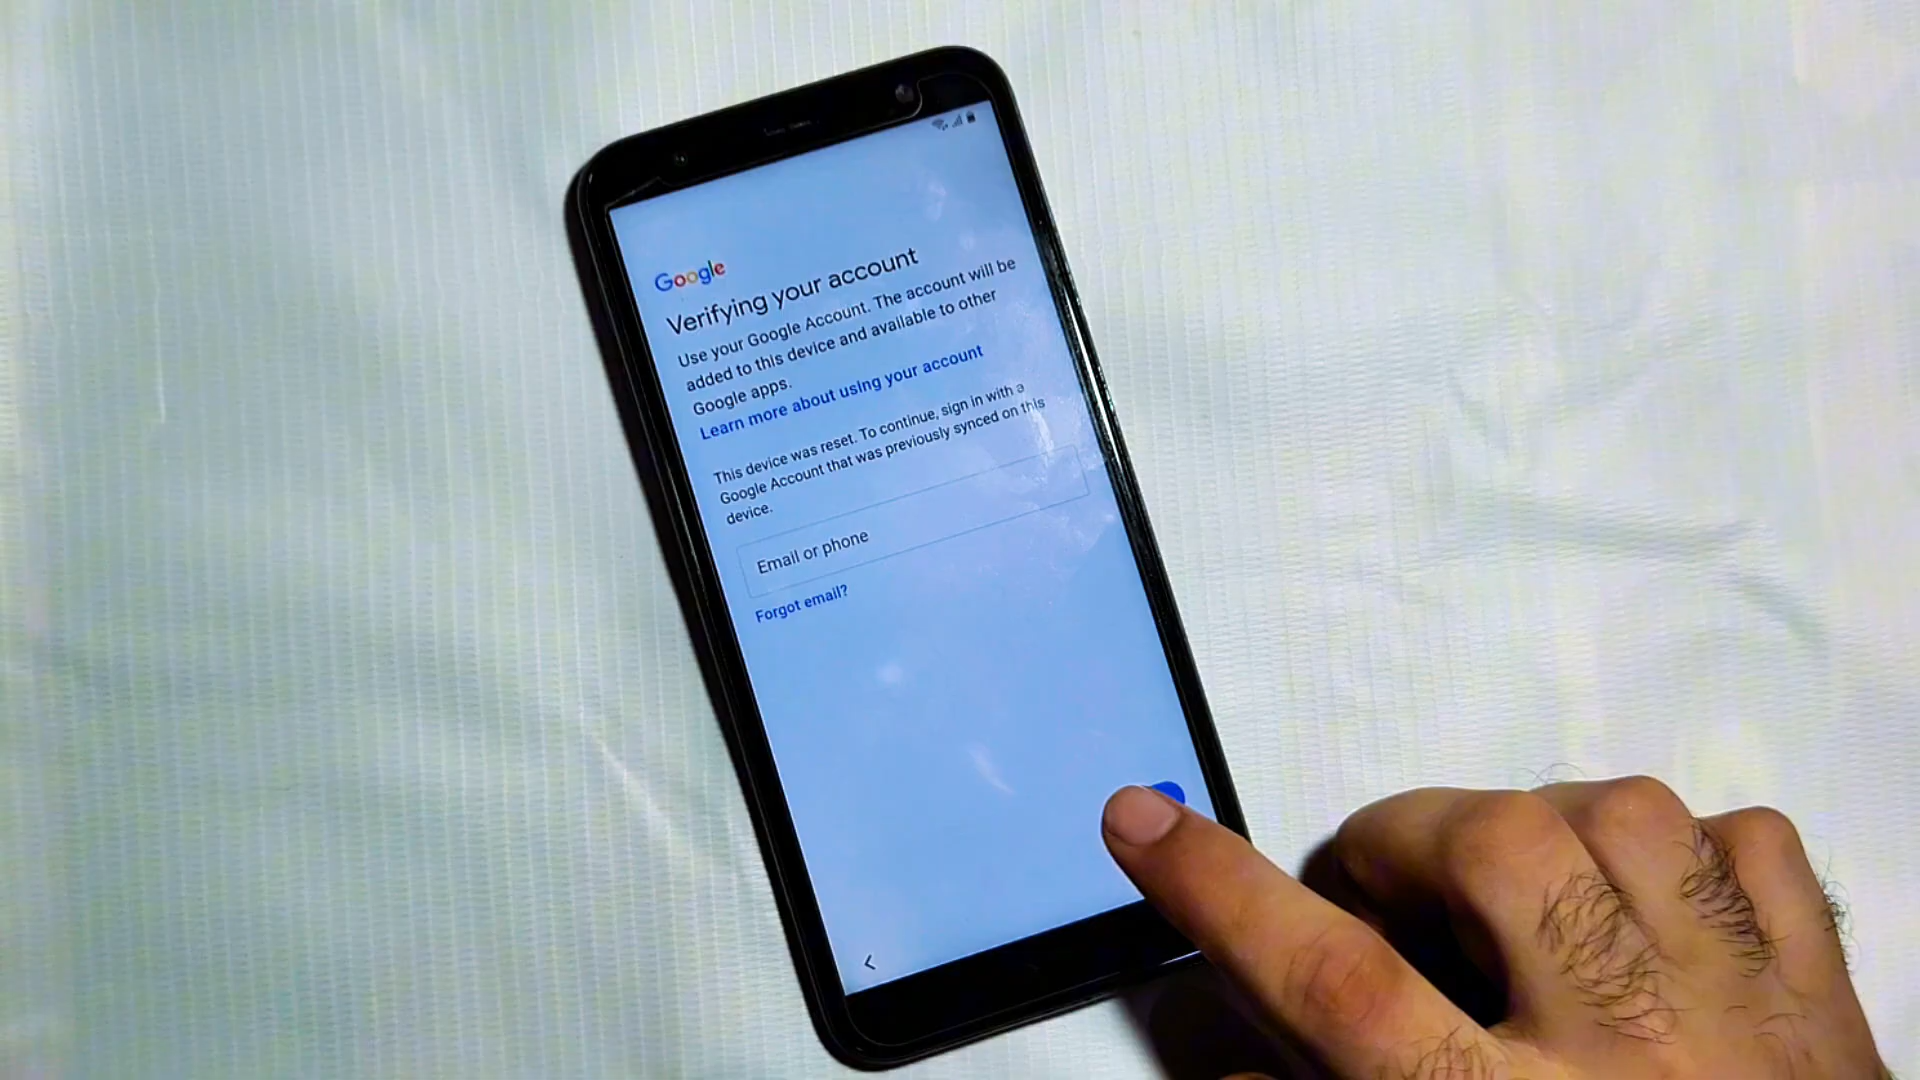 Google
Verifying your account
Use your Google Account. The account will be
added to this device and available to other
Google apps.
Learn more about using your account
This device was reset. To continue, sign in with a
Google Account that was previously synced on this
device.
Email or phone
Forgot email?